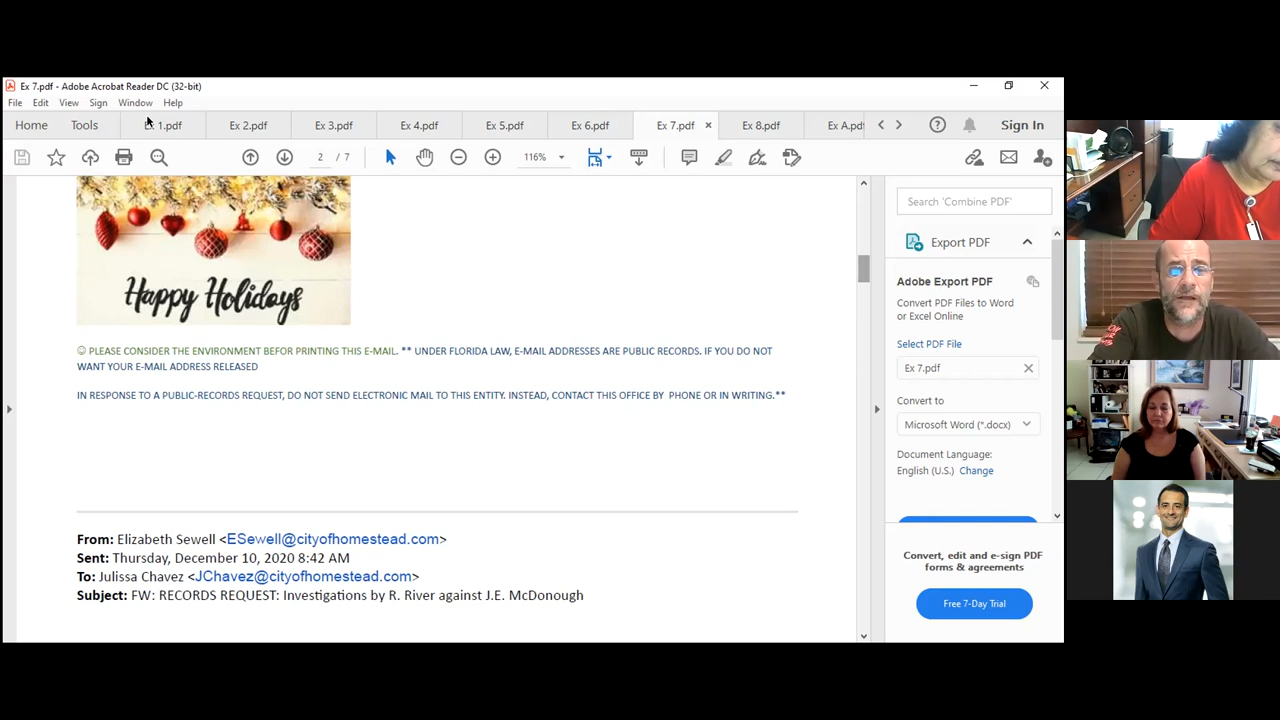 Ex 7.pdf - Adobe Acrobat Reader DC (32-bit)
File Edit View Sign Window Help
Home Tools Ex 1.pdf Ex 2.pdf Ex 3.pdf Ex 4.pdf Ex 5.pdf Ex 6.pdf Ex 7.pdf Ex 8.pdf Ex A.pdf Sign In
2 / 7 116%
Happy Holidays
☺ PLEASE CONSIDER THE ENVIRONMENT BEFOR PRINTING THIS E-MAIL. ** UNDER FLORIDA LAW, E-MAIL ADDRESSES ARE PUBLIC RECORDS. IF YOU DO NOT
WANT YOUR E-MAIL ADDRESS RELEASED
IN RESPONSE TO A PUBLIC-RECORDS REQUEST, DO NOT SEND ELECTRONIC MAIL TO THIS ENTITY. INSTEAD, CONTACT THIS OFFICE BY PHONE OR IN WRITING.**
From: Elizabeth Sewell <ESewell@cityofhomestead.com>
Sent: Thursday, December 10, 2020 8:42 AM
To: Julissa Chavez <JChavez@cityofhomestead.com>
Subject: FW: RECORDS REQUEST: Investigations by R. River against J.E. McDonough
Search 'Combine PDF'
Export PDF
Adobe Export PDF
Convert PDF Files to Word
or Excel Online
Select PDF File
Ex 7.pdf
Convert to
Microsoft Word (*.docx)
Document Language:
English (U.S.) Change
Convert, edit and e-sign PDF
forms & agreements
Free 7-Day Trial